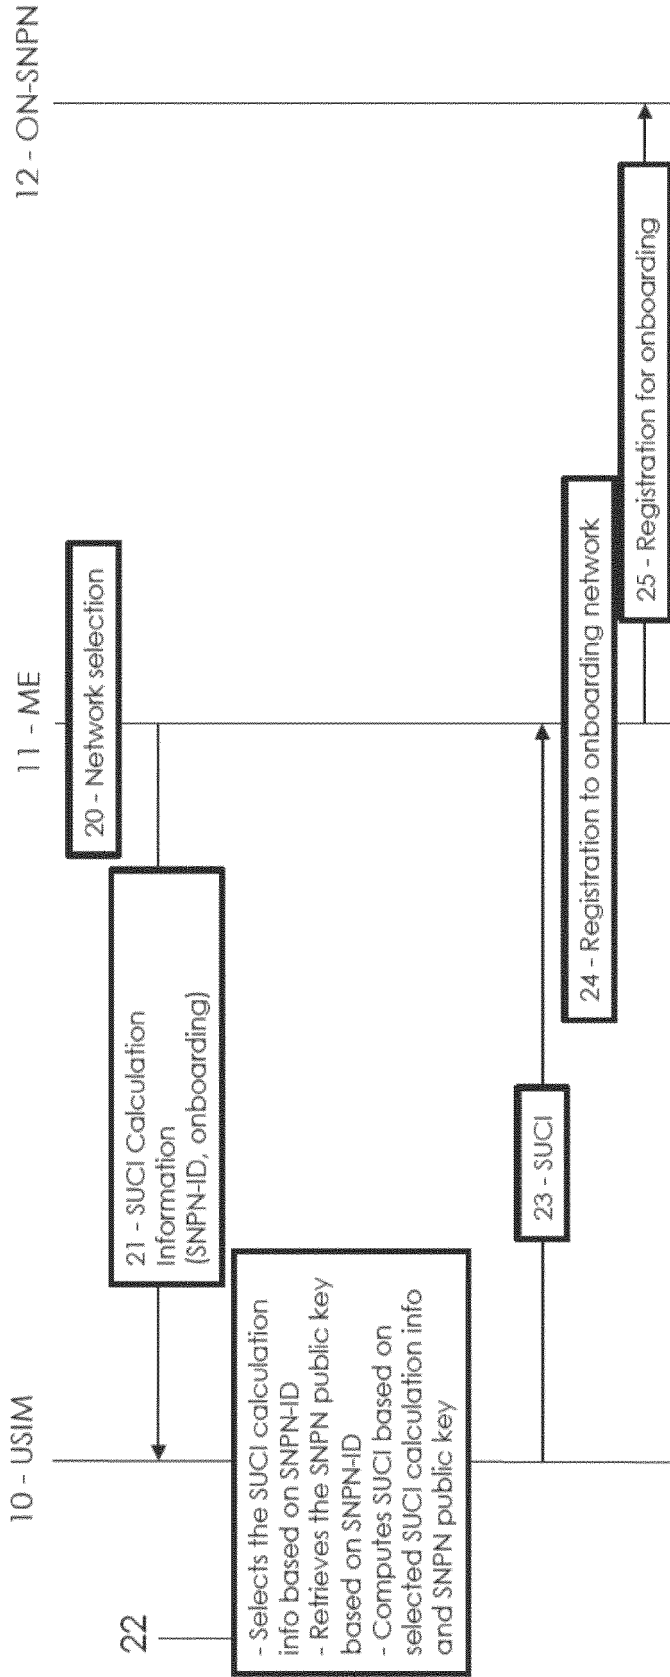 10 - USIM
11 - ME
12 - ON-SNPN
20 - Network selection
21 - SUCI Calculation
Information
(SNPN-ID, onboarding)
22
- Selects the SUCI calculation
info based on SNPN-ID
- Retrieves the SNPN public key
based on SNPN-ID
- Computes SUCI based on
selected SUCI calculation info
and SNPN public key
23 - SUCI
24 - Registration to onboarding network
25 - Registration for onboarding